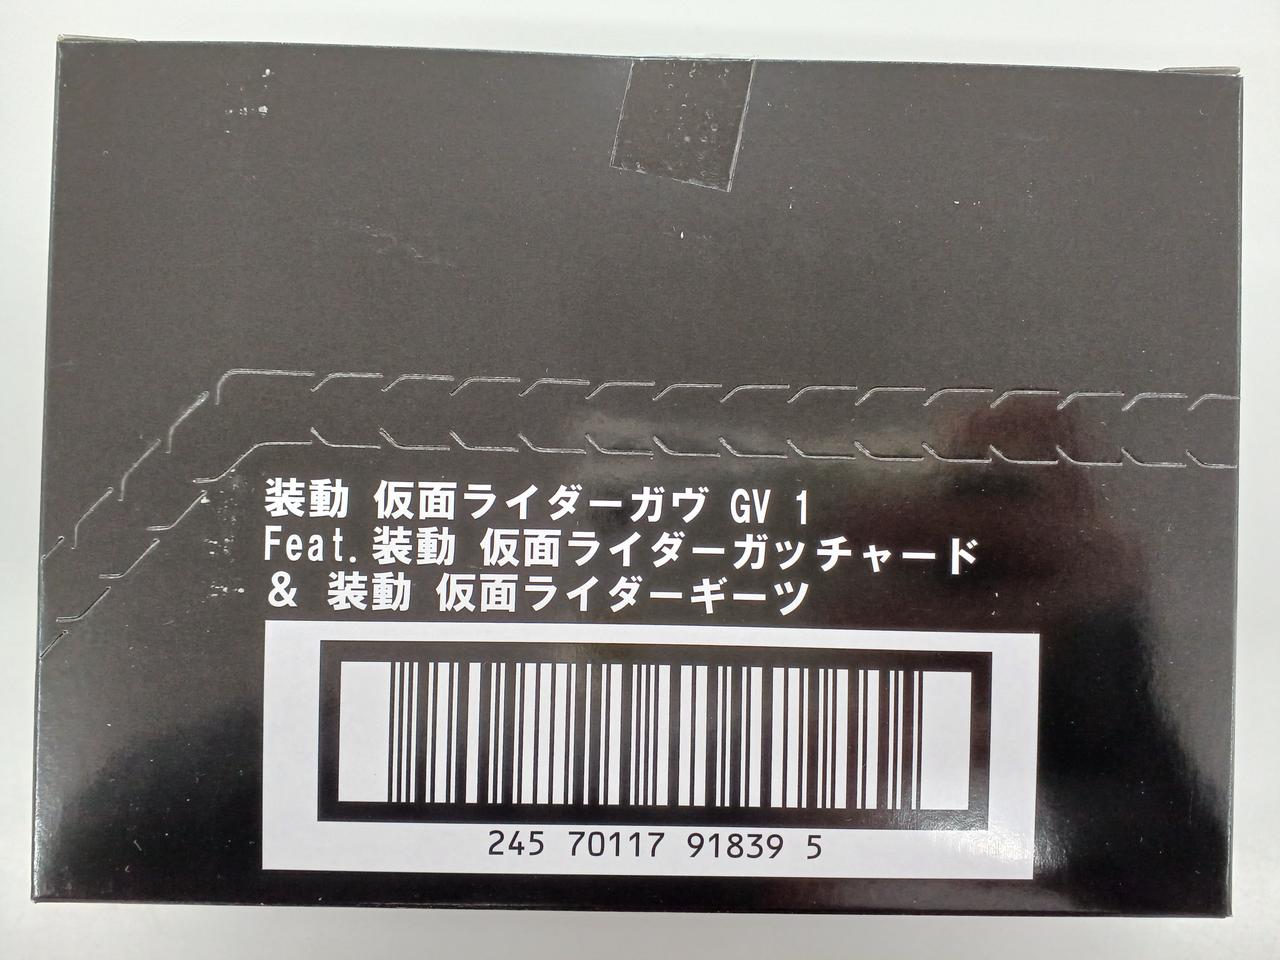 装動 仮面ライダーガヴ GV 1
Feat.装動 仮面ライダーガッチャード
& 装動 仮面ライダーギーツ
245 70117 91839 5